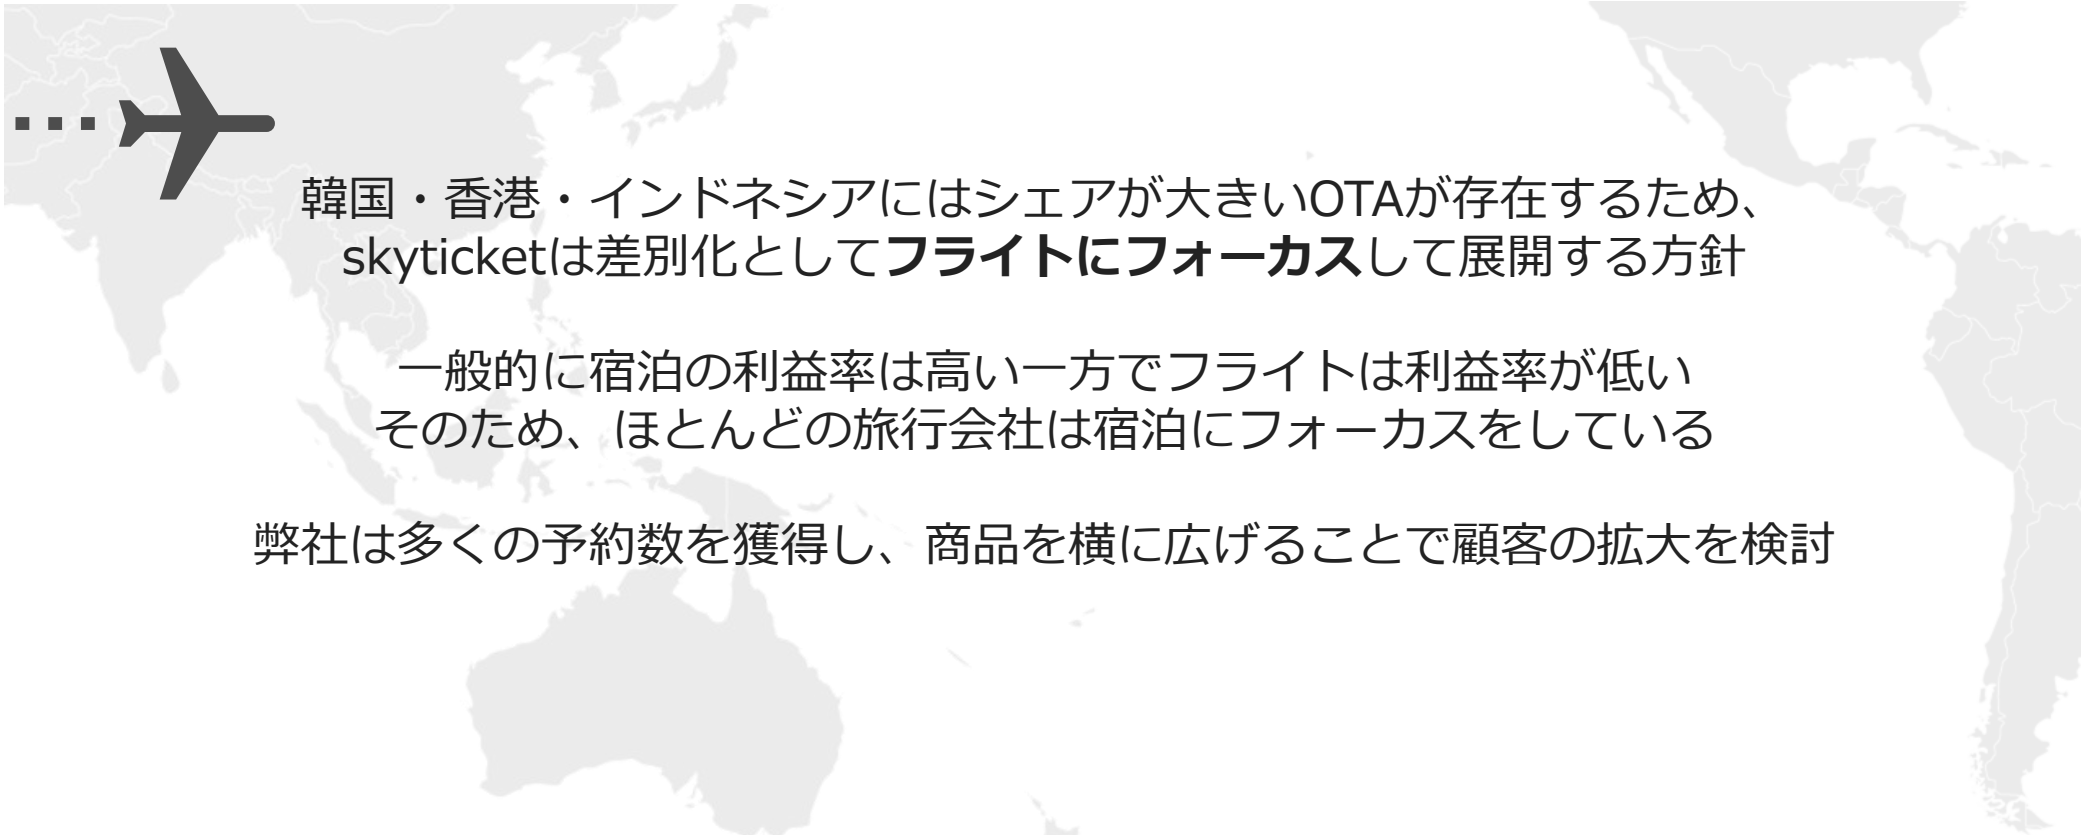 韓国・香港・インドネシアにはシェアが大きいOTAが存在するため、
skyticketは差別化としてフライトにフォーカスして展開する方針
一般的に宿泊の利益率は高い一方でフライトは利益率が低い
そのため、ほとんどの旅行会社は宿泊にフォーカスをしている
弊社は多くの予約数を獲得し、商品を横に広げることで顧客の拡大を検討